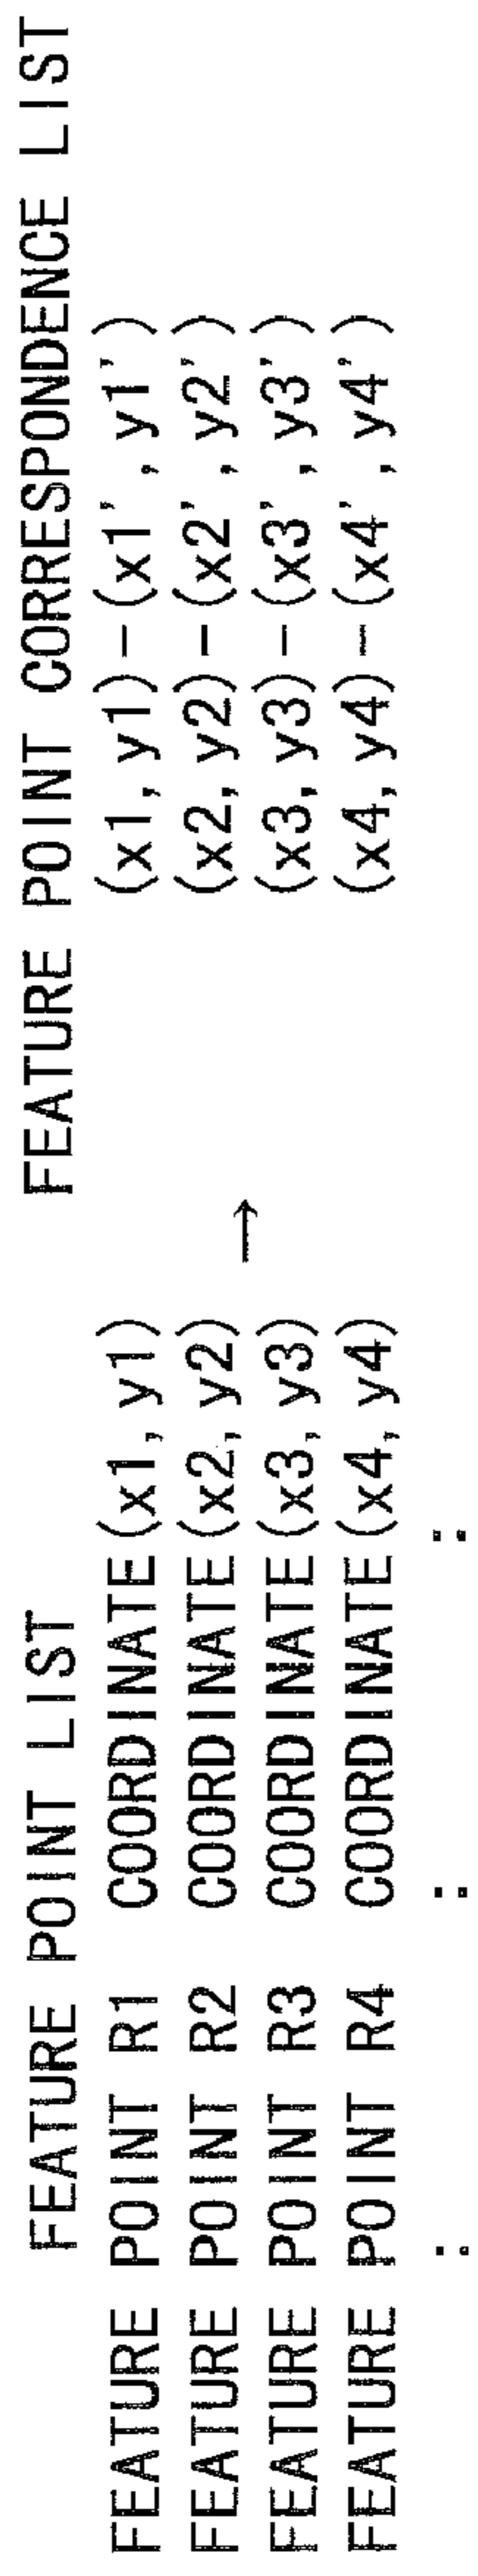 FEATURE POINT LIST
FEATURE POINT R1 COORDINATE (x1, y1)
FEATURE POINT R2 COORDINATE (x2, y2)
FEATURE POINT R3 COORDINATE (x3, y3)
FEATURE POINT R4 COORDINATE (x4, y4)
: : :
→
FEATURE POINT CORRESPONDENCE LIST
(x1, y1) − (x1', y1')
(x2, y2) − (x2', y2')
(x3, y3) − (x3', y3')
(x4, y4) − (x4', y4')